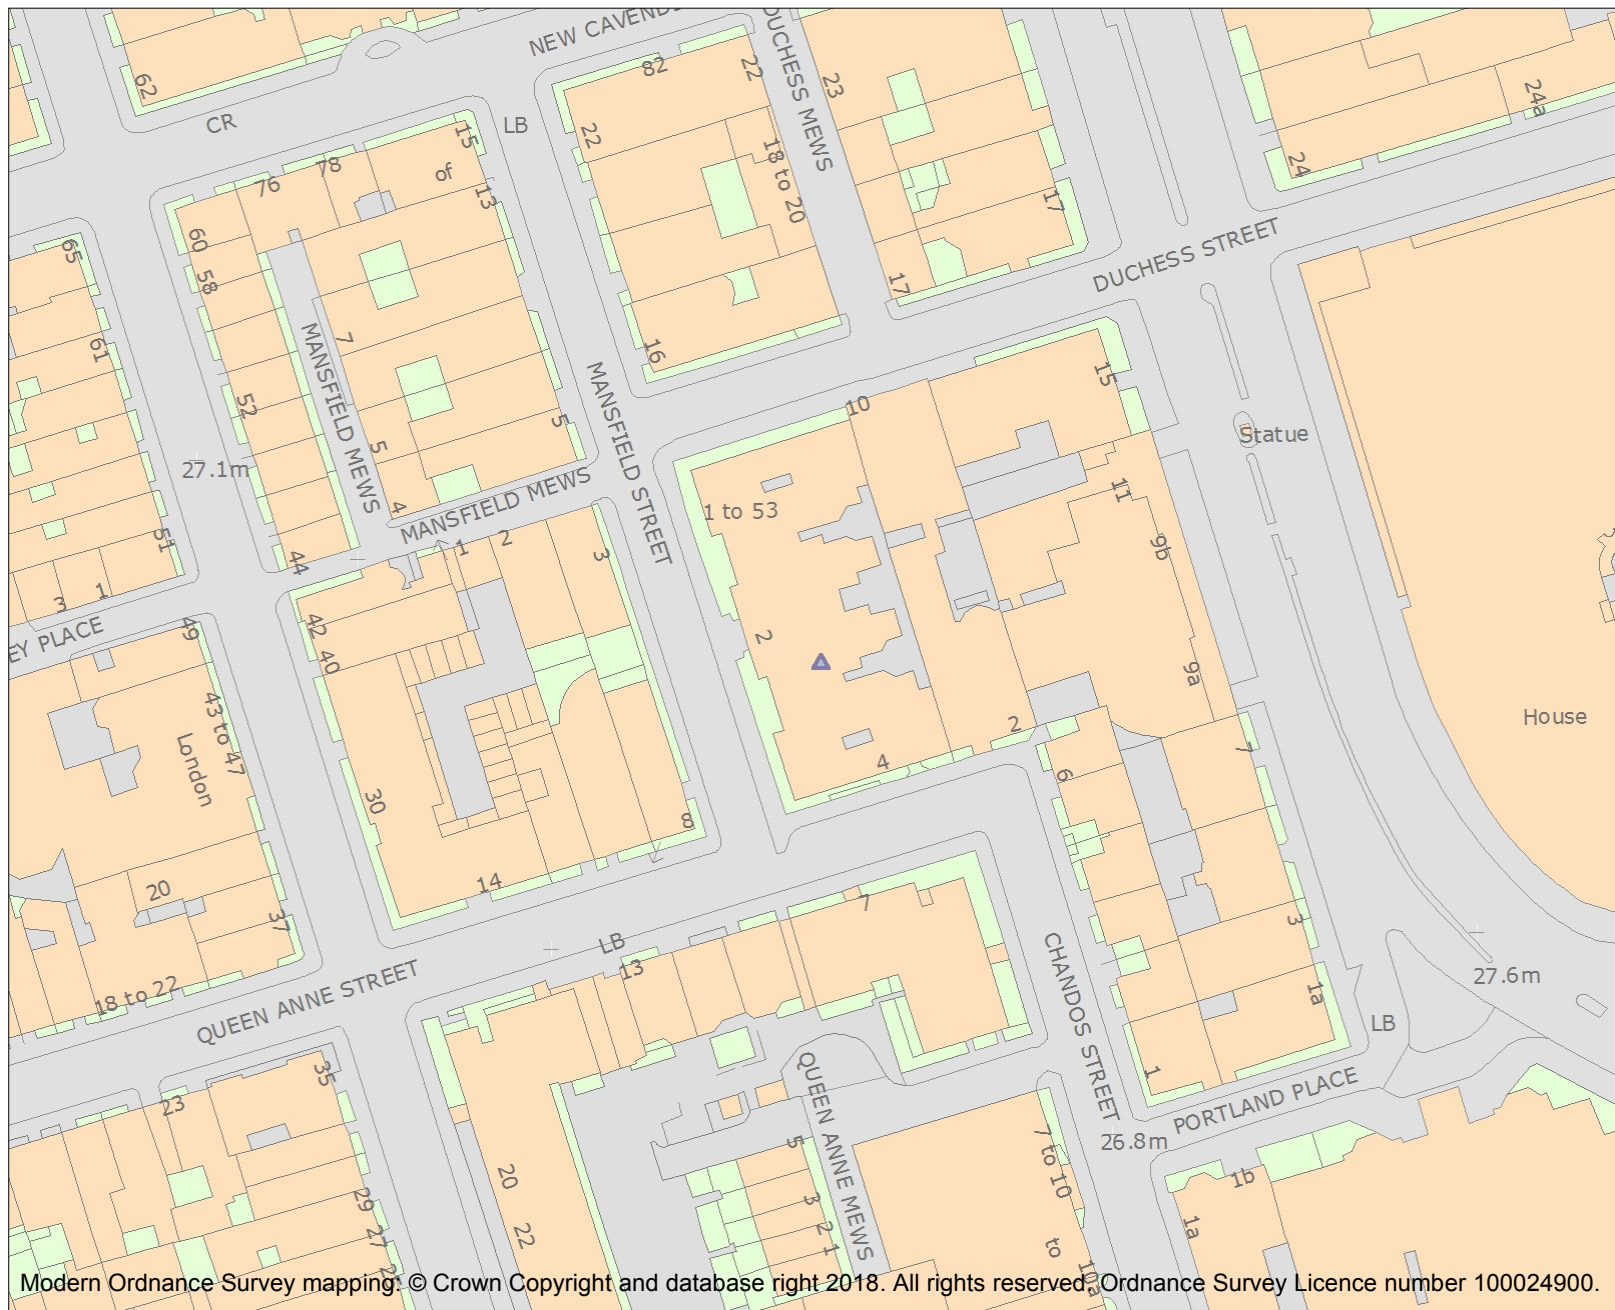 NEW CAVENDI
DUCHESS MEWS
62
CR
82
22
23
24a
LB
15
22
of
78
76
13
18 to 20
24
17
65
60
58
DUCHESS STREET
17
MANSFIELD MEWS
7
61
16
MANSFIELD STREET
15
52
5
10
Statue
27.1m
5
4
MANSFIELD MEWS
1 to 53
11
9b
51
44
1
2
3
3
1
EY PLACE
49
42
40
2
9a
43 to 47
London
House
2
4
7
6
30
8
14
20
7
37
3
LB
13
CHANDOS STREET
27.6m
18 to 22
QUEEN ANNE STREET
1a
LB
35
QUEEN ANNE MEWS
1
PORTLAND PLACE
23
26.8m
5
7 to 10
20
1b
29
3
22
27
2
1
1a
to
10a
Modern Ordnance Survey mapping: © Crown Copyright and database right 2018. All rights reserved. Ordnance Survey Licence number 100024900.